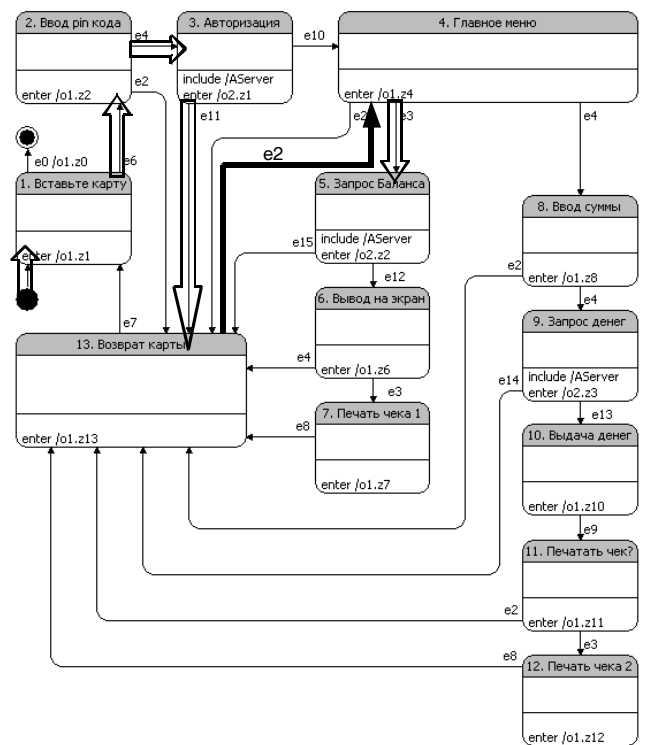 2. Ввод pin кода
enter /o1.z2
e4
3. Авторизация
include /AServer
enter /o2.z1
e10
4. Главное меню
enter /o1.z4
e2
e11
e2
e3
e4
e0 /o1.z0
e6
e2
1. Вставьте карту
enter /o1.z1
5. Запрос Баланса
include /AServer
enter /o2.z2
e15
e12
8. Ввод суммы
enter /o1.z8
e2
e4
6. Вывод на экран
enter /o1.z6
e4
e3
e7
13. Возврат карты
enter /o1.z13
9. Запрос денег
include /AServer
enter /o2.z3
e14
e13
7. Печать чека 1
enter /o1.z7
e8
10. Выдача денег
enter /o1.z10
e9
11. Печатать чек?
enter /o1.z11
e2
e3
12. Печать чека 2
enter /o1.z12
e8